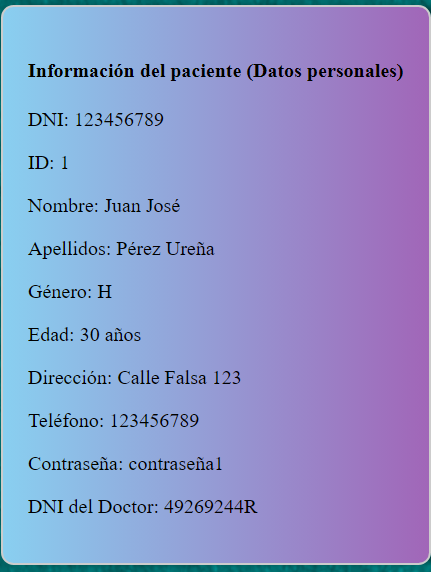 Información del paciente (Datos personales)
DNI: 123456789
ID: 1
Nombre: Juan José
Apellidos: Pérez Ureña
Género: H
Edad: 30 años
Dirección: Calle Falsa 123
Teléfono: 123456789
Contraseña: contraseña1
DNI del Doctor: 49269244R